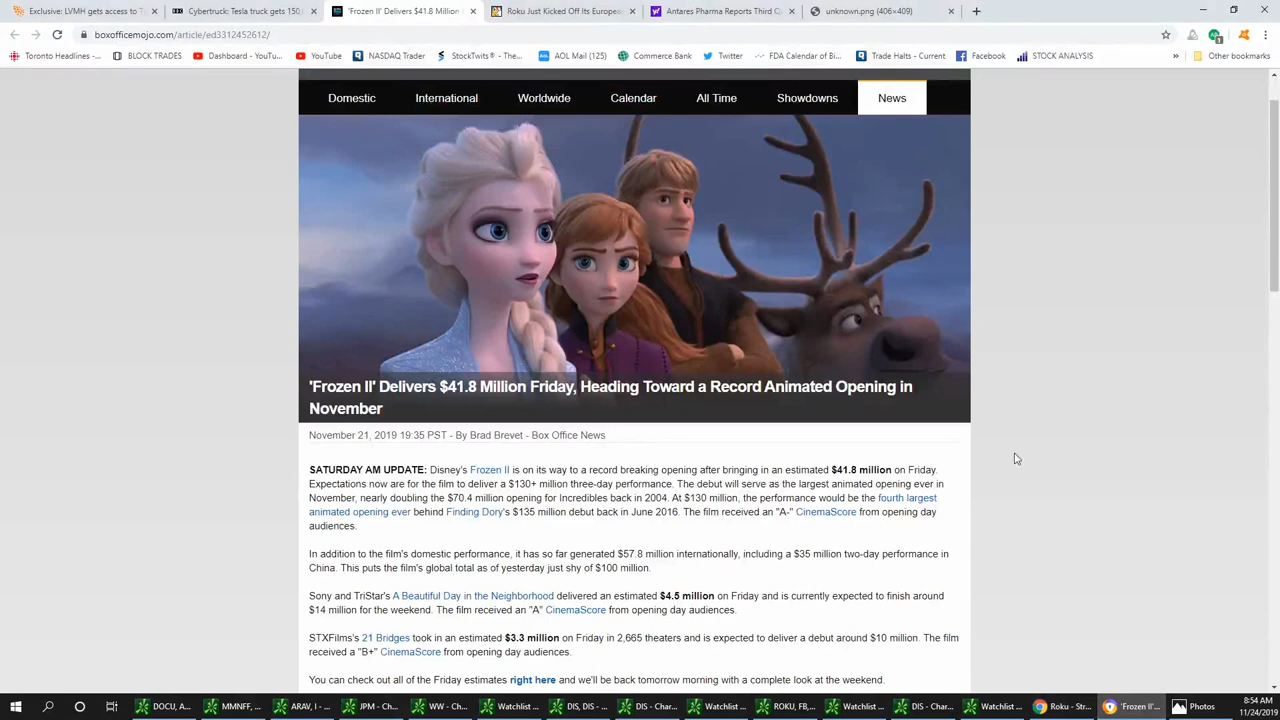 Exclusive: LVMH gets access to T
Cybertruck: Tesla truck gets 150,
'Frozen II' Delivers $41.8 Million
Roku Just Kicked Off Its Europea
Antares Pharma Reports Third Q
unknown.png (406×409)
boxofficemojo.com/article/ed3312452612/
Toronto Headlines -...
BLOCK TRADES
Dashboard - YouTu...
YouTube
NASDAQ Trader
StockTwits® - The...
AOL Mail (125)
Commerce Bank
Twitter
FDA Calendar of Bi...
Trade Halts - Current
Facebook
STOCK ANALYSIS
»
Other bookmarks
Domestic
International
Worldwide
Calendar
All Time
Showdowns
News
'Frozen II' Delivers $41.8 Million Friday, Heading Toward a Record Animated Opening in
November
November 21, 2019 19:35 PST - By Brad Brevet - Box Office News
SATURDAY AM UPDATE: Disney's Frozen II is on its way to a record breaking opening after bringing in an estimated $41.8 million on Friday.
Expectations now are for the film to deliver a $130+ million three-day performance. The debut will serve as the largest animated opening ever in
November, nearly doubling the $70.4 million opening for Incredibles back in 2004. At $130 million, the performance would be the fourth largest
animated opening ever behind Finding Dory's $135 million debut back in June 2016. The film received an "A-" CinemaScore from opening day
audiences.
In addition to the film's domestic performance, it has so far generated $57.8 million internationally, including a $35 million two-day performance in
China. This puts the film's global total as of yesterday just shy of $100 million.
Sony and TriStar's A Beautiful Day in the Neighborhood delivered an estimated $4.5 million on Friday and is currently expected to finish around
$14 million for the weekend. The film received an "A" CinemaScore from opening day audiences.
STXFilms's 21 Bridges took in an estimated $3.3 million on Friday in 2,665 theaters and is expected to deliver a debut around $10 million. The film
received a "B+" CinemaScore from opening day audiences.
You can check out all of the Friday estimates right here and we'll be back tomorrow morning with a complete look at the weekend.
DOCU, A...
MMNFF, ...
ARAV, I - ...
JPM - Ch...
WW - Ch...
Watchlist ...
DIS, DIS - ...
DIS - Char...
ROKU, FB,...
Watchlist ...
DIS - Char...
Watchlist ...
Roku - Str...
'Frozen II'...
Photos
8:54 AM
11/24/2019